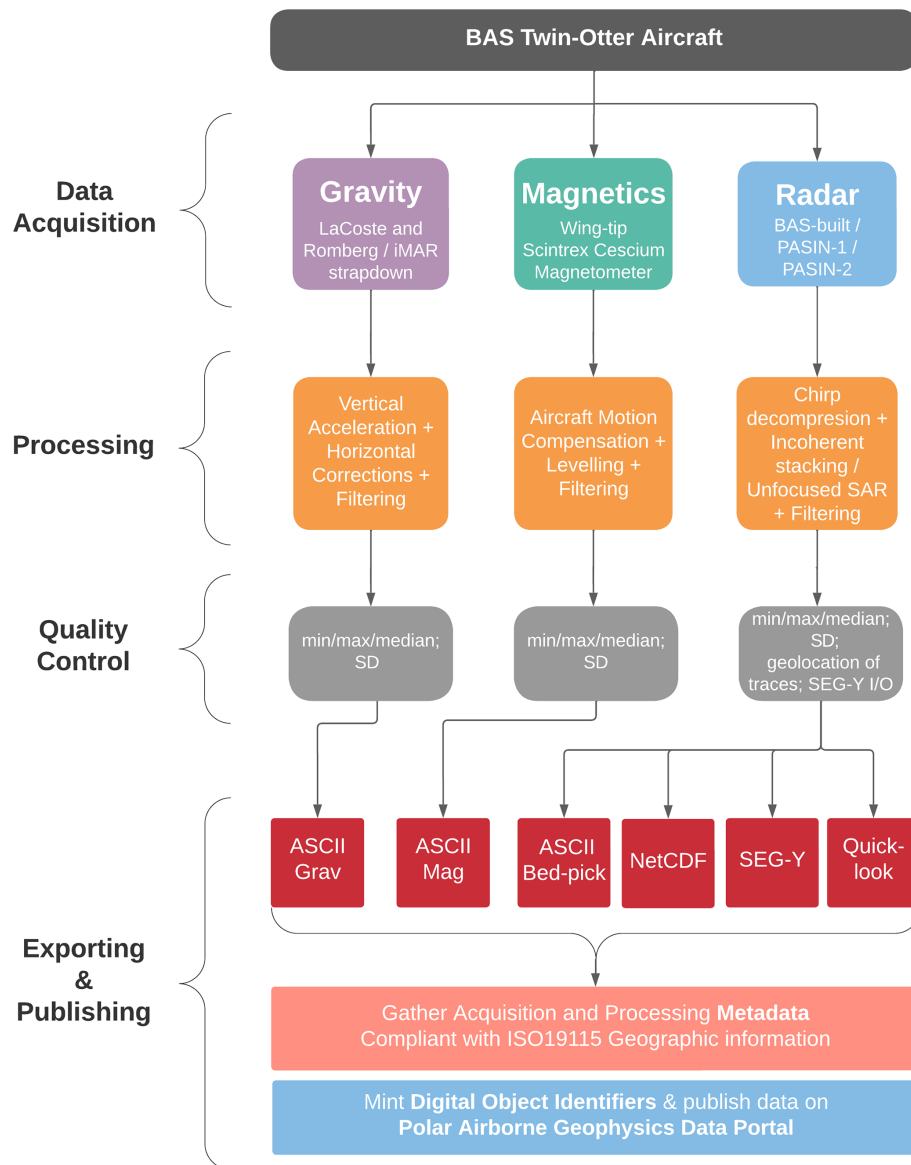 BAS Twin-Otter Aircraft
Data
Acquisition
Gravity
LaCoste and
Romberg / iMAR
strapdown
Magnetics
Wing-tip
Scintrex Cescium
Magnetometer
Radar
BAS-built /
PASIN-1 /
PASIN-2
Processing
Vertical
Acceleration +
Horizontal
Corrections +
Filtering
Aircraft Motion
Compensation +
Levelling +
Filtering
Chirp
decompresion +
Incoherent
stacking /
Unfocused SAR
+ Filtering
Quality
Control
min/max/median;
SD
min/max/median;
SD
min/max/median;
SD;
geolocation of
traces; SEG-Y I/O
Exporting
&
Publishing
ASCII
Grav
ASCII
Mag
ASCII
Bed-pick
NetCDF
SEG-Y
Quick-
look
Gather Acquisition and Processing Metadata
Compliant with ISO19115 Geographic information
Mint Digital Object Identifiers & publish data on
Polar Airborne Geophysics Data Portal